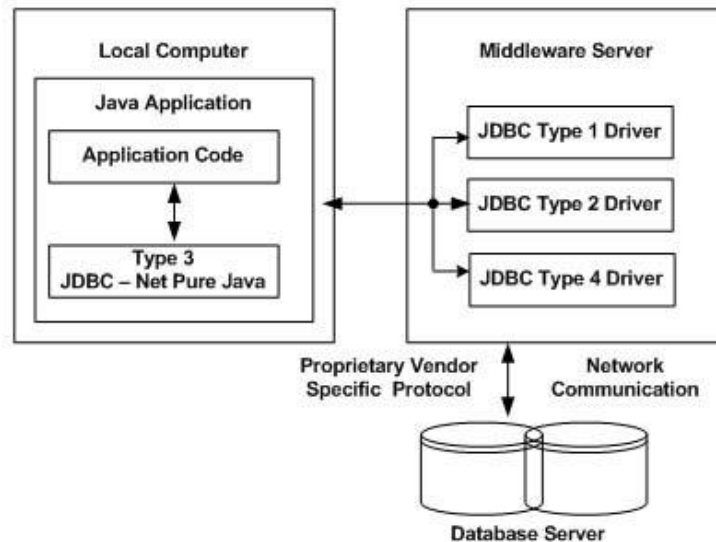 Local Computer
Java Application
Application Code
Type 3
JDBC – Net Pure Java
Middleware Server
JDBC Type 1 Driver
JDBC Type 2 Driver
JDBC Type 4 Driver
Proprietary Vendor
Specific Protocol
Network
Communication
Database Server